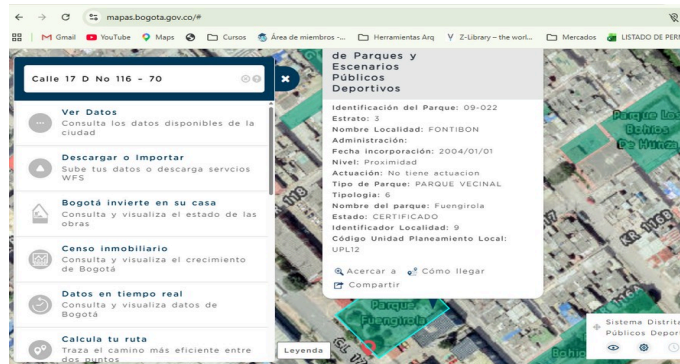 mapas.bogota.gov.co/#
Gmail YouTube Maps Cursos Área de miembros -... Herramientas Arq Z-Library – the worl... Mercados LISTADO DE PERM
Calle 17 D No 116 – 70
Ver Datos
Consulta los datos disponibles de la
ciudad
Descargar o Importar
Sube tus datos o descarga servcios
WFS
Bogotá invierte en su casa
Consulta y visualiza el estado de las
obras
Censo inmobiliario
Consulta y visualiza el crecimiento
de Bogotá
Datos en tiempo real
Consulta y visualiza datos de
Bogotá
Calcula tu ruta
Traza el camino más eficiente entre
dos puntos
Leyenda
de Parques y
Escenarios
Públicos
Deportivos
Identificación del Parque: 09-022
Estrato: 3
Nombre Localidad: FONTIBON
Administración:
Fecha incorporación: 2004/01/01
Nivel: Proximidad
Actuación: No tiene actuacion
Tipo de Parque: PARQUE VECINAL
Tipologia: 6
Nombre del parque: Fuengirola
Estado: CERTIFICADO
Identificador Localidad: 9
Código Unidad Planeamiento Local:
UPL12
Acercar a Cómo llegar
Compartir
Parque
Fuengirola
Parque Los
Bohios
De Hunza
KR 116B
Sistema Distrita
Públicos Depor